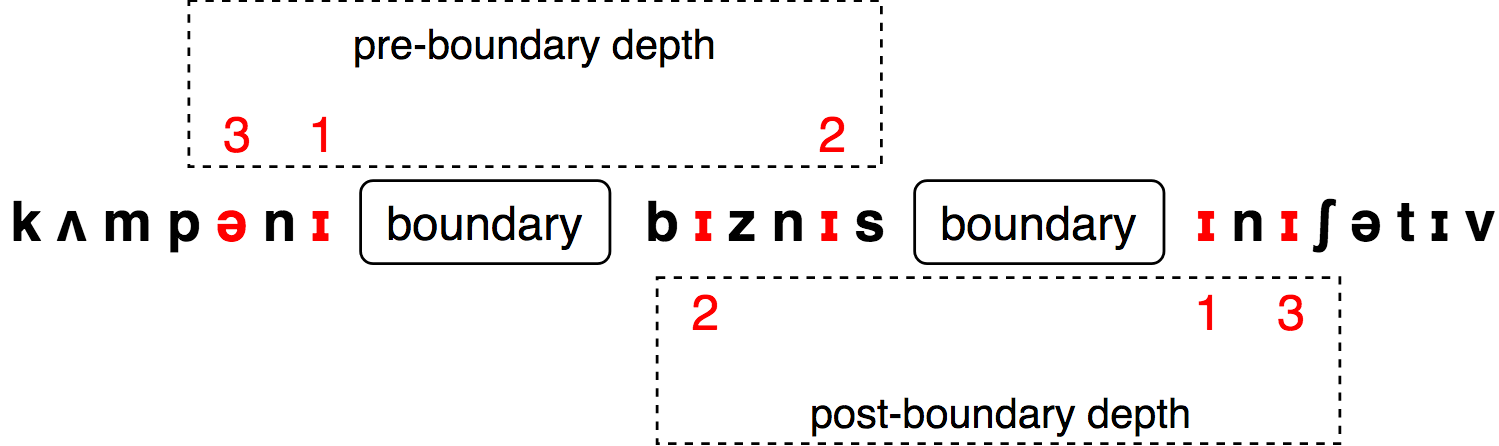 pre-boundary depth
3 1 2
k ʌ m p ə n ɪ boundary b ɪ z n ɪ s boundary ɪ n ɪ ʃ ə t ɪ v
2 1 3
post-boundary depth